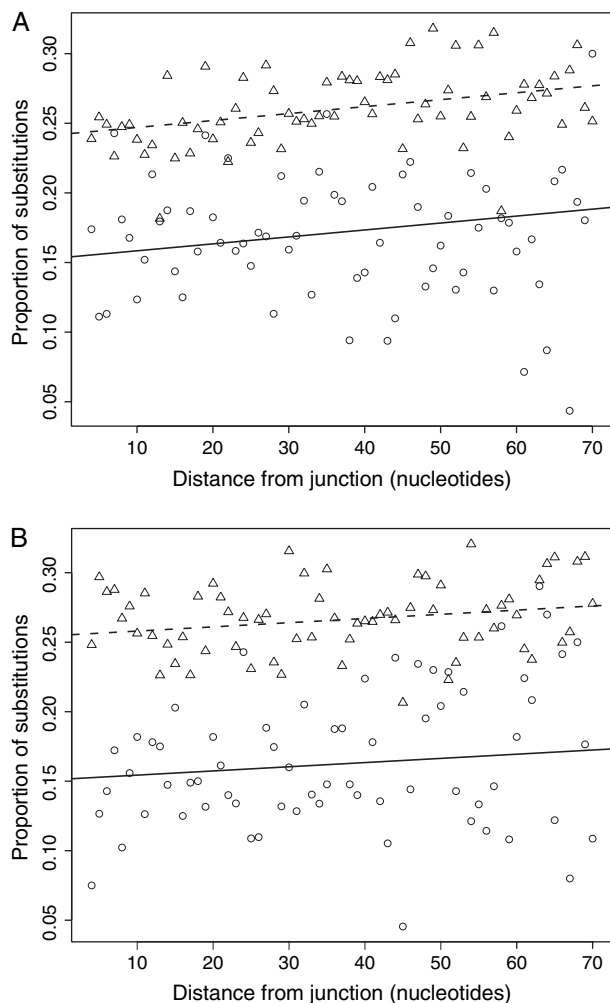 A
Proportion of substitutions
0.05 0.10 0.15 0.20 0.25 0.30
10 20 30 40 50 60 70
Distance from junction (nucleotides)
B
Proportion of substitutions
0.05 0.10 0.15 0.20 0.25 0.30
10 20 30 40 50 60 70
Distance from junction (nucleotides)